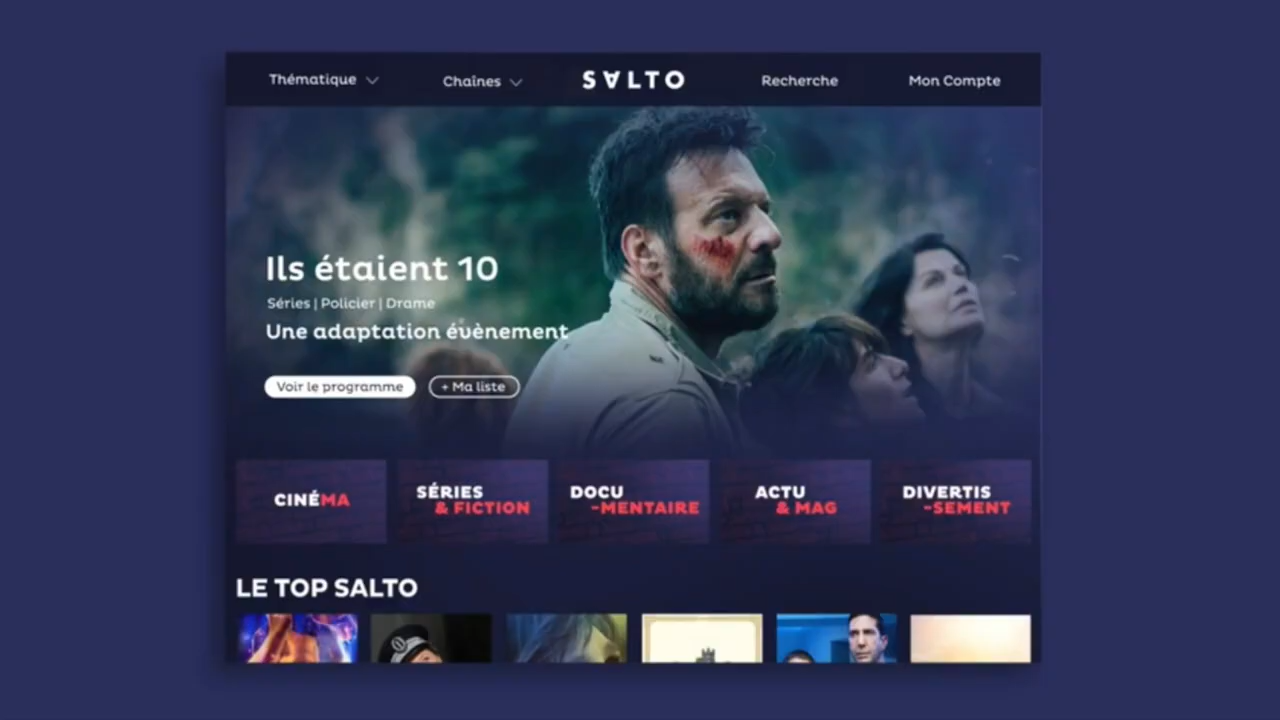 Thématique
Chaînes
SALTO
Recherche
Mon Compte
Ils étaient 10
Séries | Policier | Drame
Une adaptation évènement
Voir le programme
+ Ma liste
CINÉMA
SÉRIES
& FICTION
DOCU
-MENTAIRE
ACTU
& MAG
DIVERTIS
-SEMENT
LE TOP SALTO